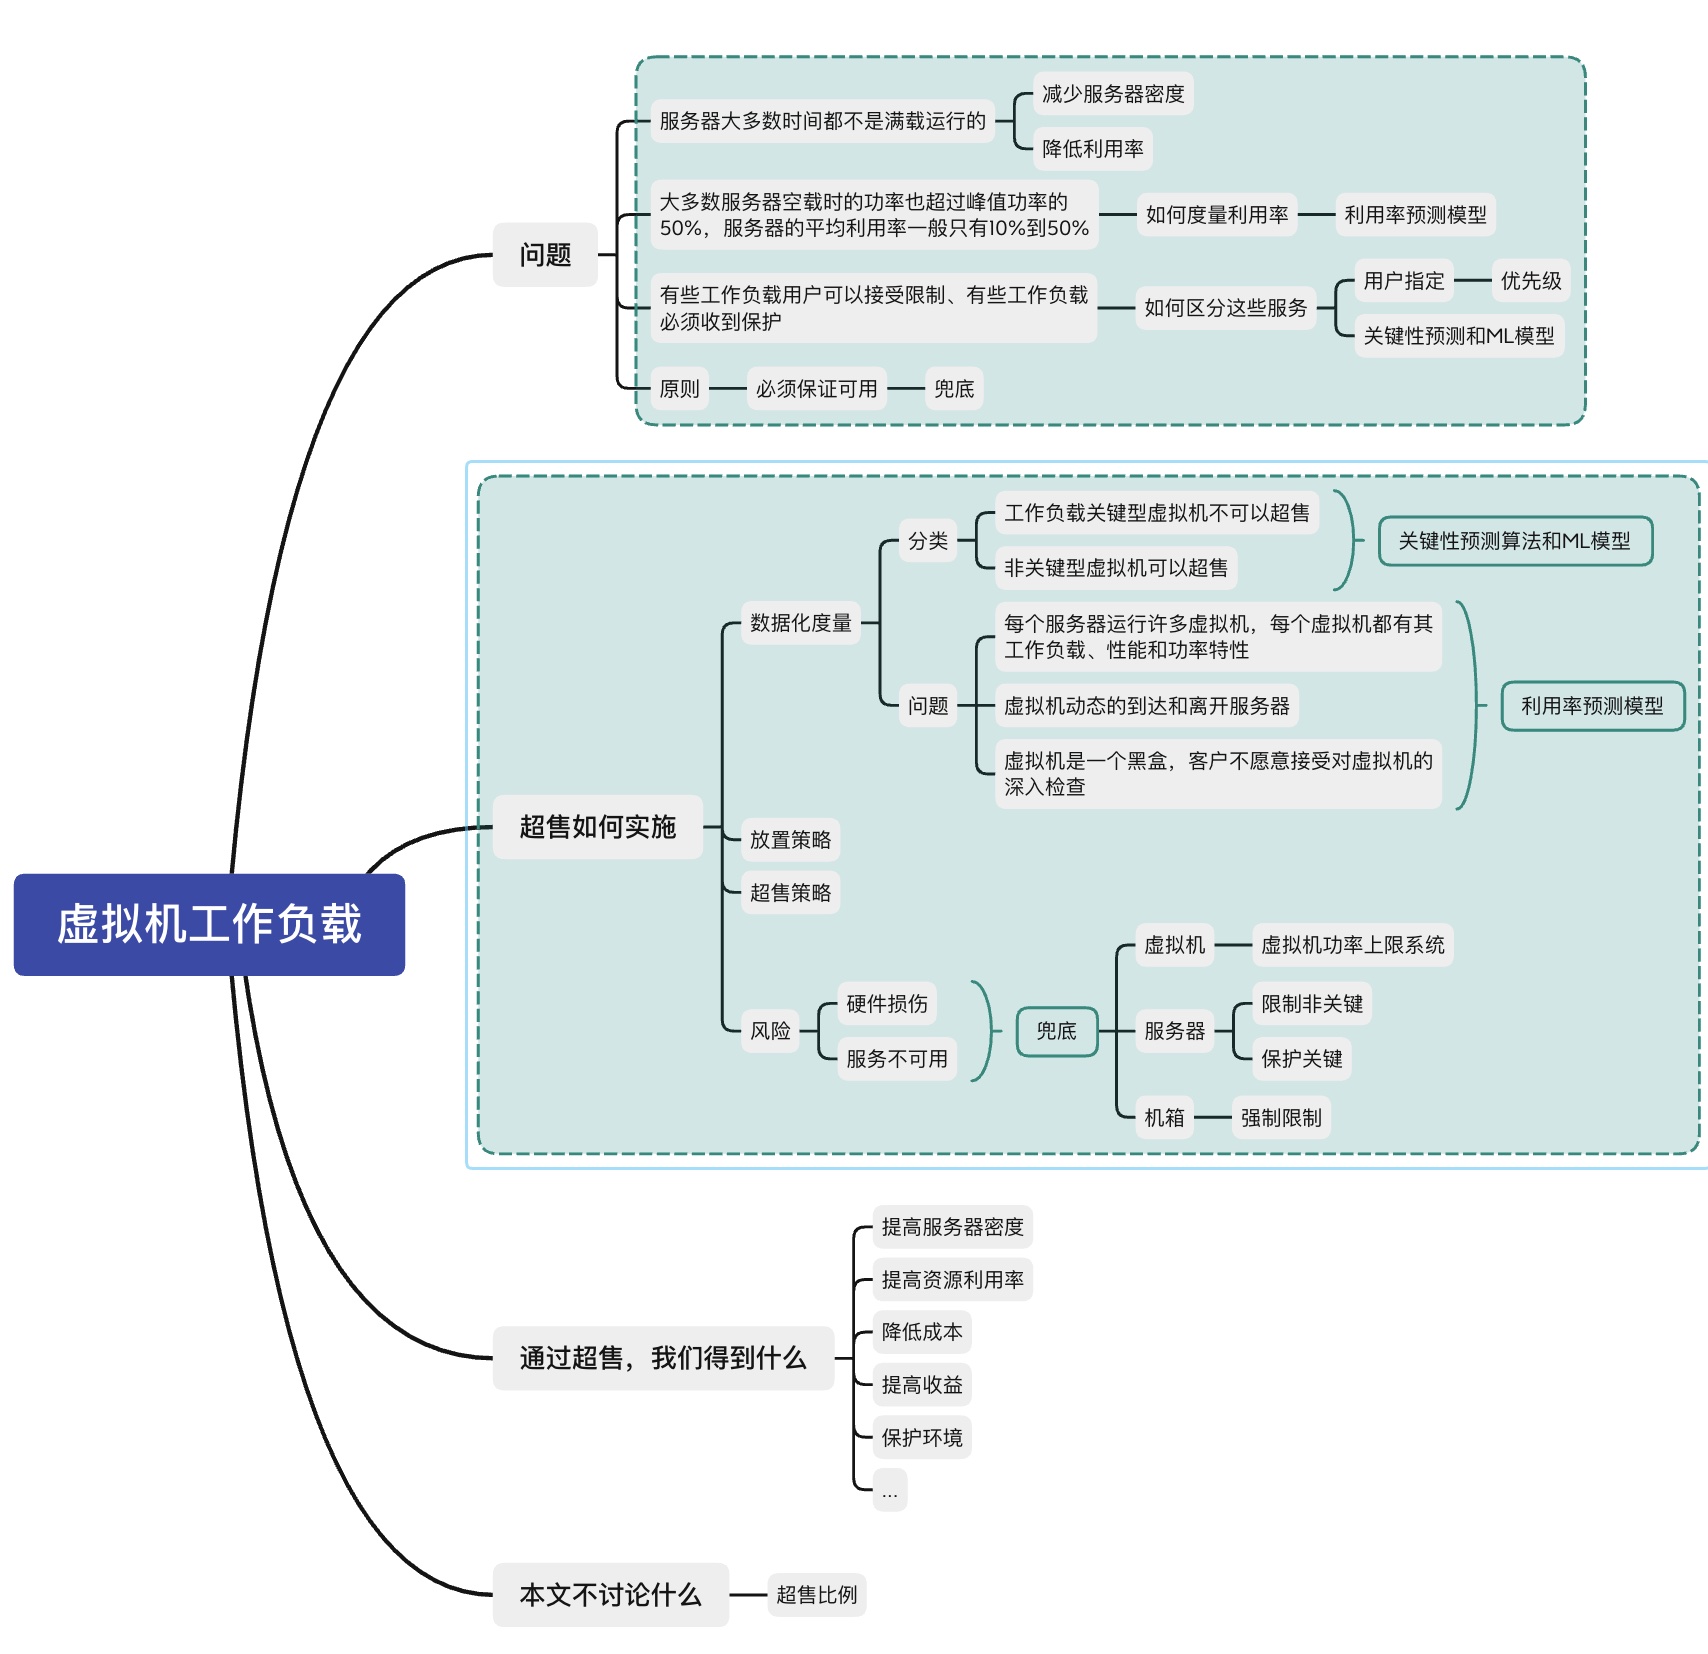 虚拟机工作负载
问题
服务器大多数时间都不是满载运行的
减少服务器密度
降低利用率
大多数服务器空载时的功率也超过峰值功率的
50%，服务器的平均利用率一般只有10%到50%
如何度量利用率
利用率预测模型
有些工作负载用户可以接受限制、有些工作负载
必须收到保护
如何区分这些服务
用户指定
优先级
关键性预测和ML模型
原则
必须保证可用
兜底
超售如何实施
数据化度量
分类
工作负载关键型虚拟机不可以超售
非关键型虚拟机可以超售
关键性预测算法和ML模型
问题
每个服务器运行许多虚拟机，每个虚拟机都有其
工作负载、性能和功率特性
虚拟机动态的到达和离开服务器
虚拟机是一个黑盒，客户不愿意接受对虚拟机的
深入检查
利用率预测模型
放置策略
超售策略
风险
硬件损伤
服务不可用
兜底
虚拟机
虚拟机功率上限系统
服务器
限制非关键
保护关键
机箱
强制限制
通过超售，我们得到什么
提高服务器密度
提高资源利用率
降低成本
提高收益
保护环境
...
本文不讨论什么
超售比例